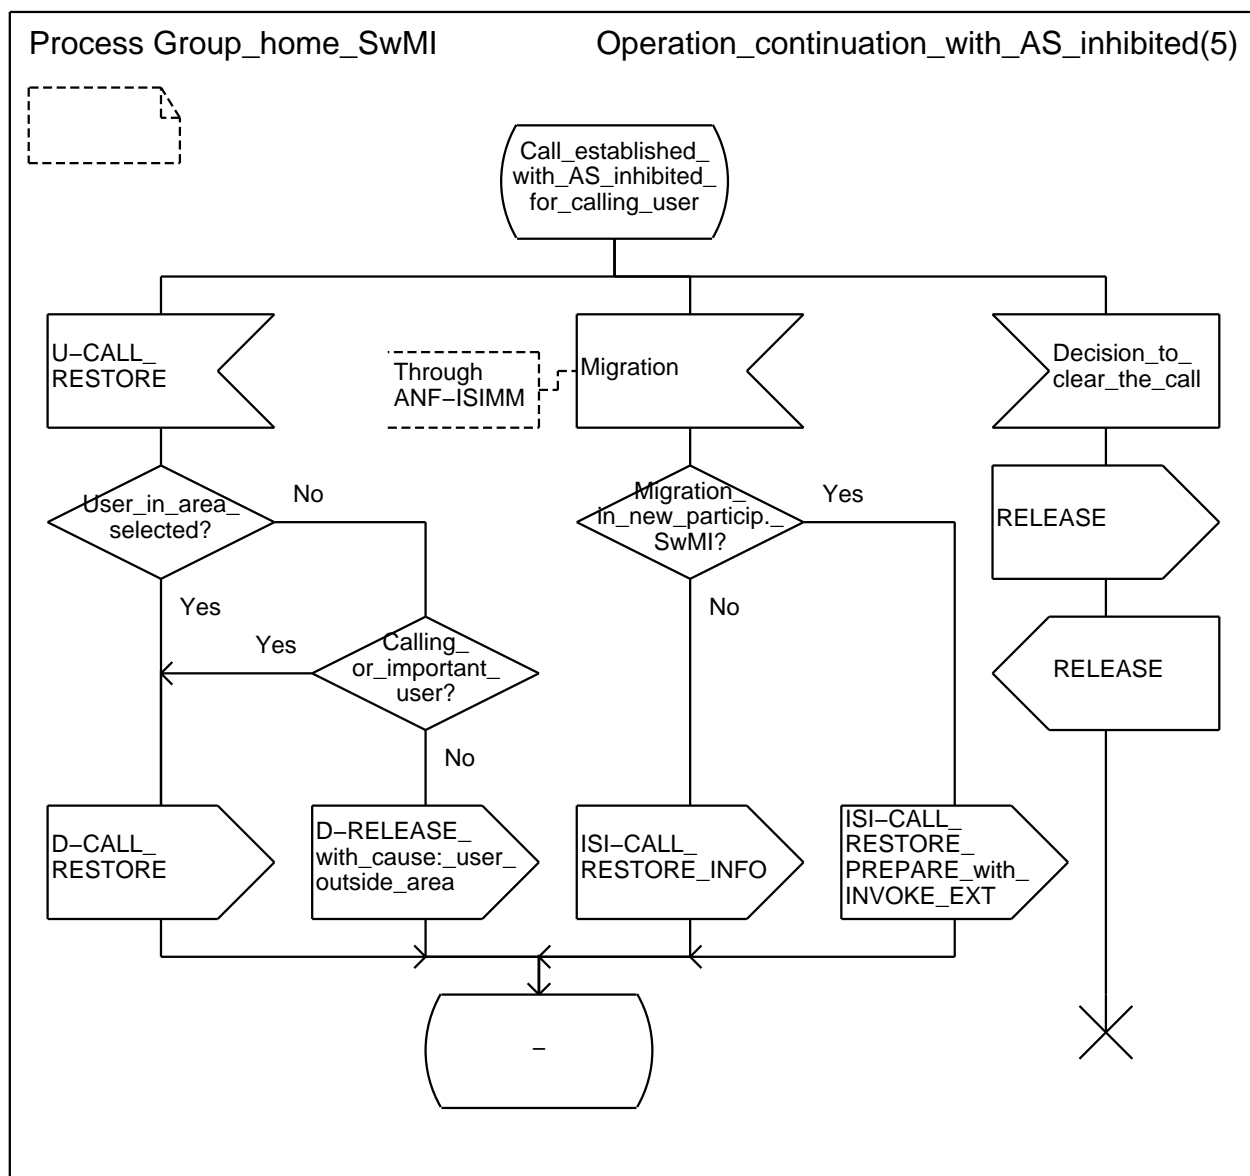 Process Group_home_SwMI
Operation_continuation_with_AS_inhibited(5)
Call_established_
with_AS_inhibited_
for_calling_user
U−CALL_
RESTORE
Through
ANF−ISIMM
Migration
Decision_to_
clear_the_call
User_in_area_
selected?
No
Yes
Migration_
in_new_particip._
SwMI?
Yes
No
RELEASE
Calling_
or_important_
user?
Yes
No
RELEASE
D−CALL_
RESTORE
D−RELEASE_
with_cause:_user_
outside_area
ISI−CALL_
RESTORE_INFO
ISI−CALL_
RESTORE_
PREPARE_with_
INVOKE_EXT
−